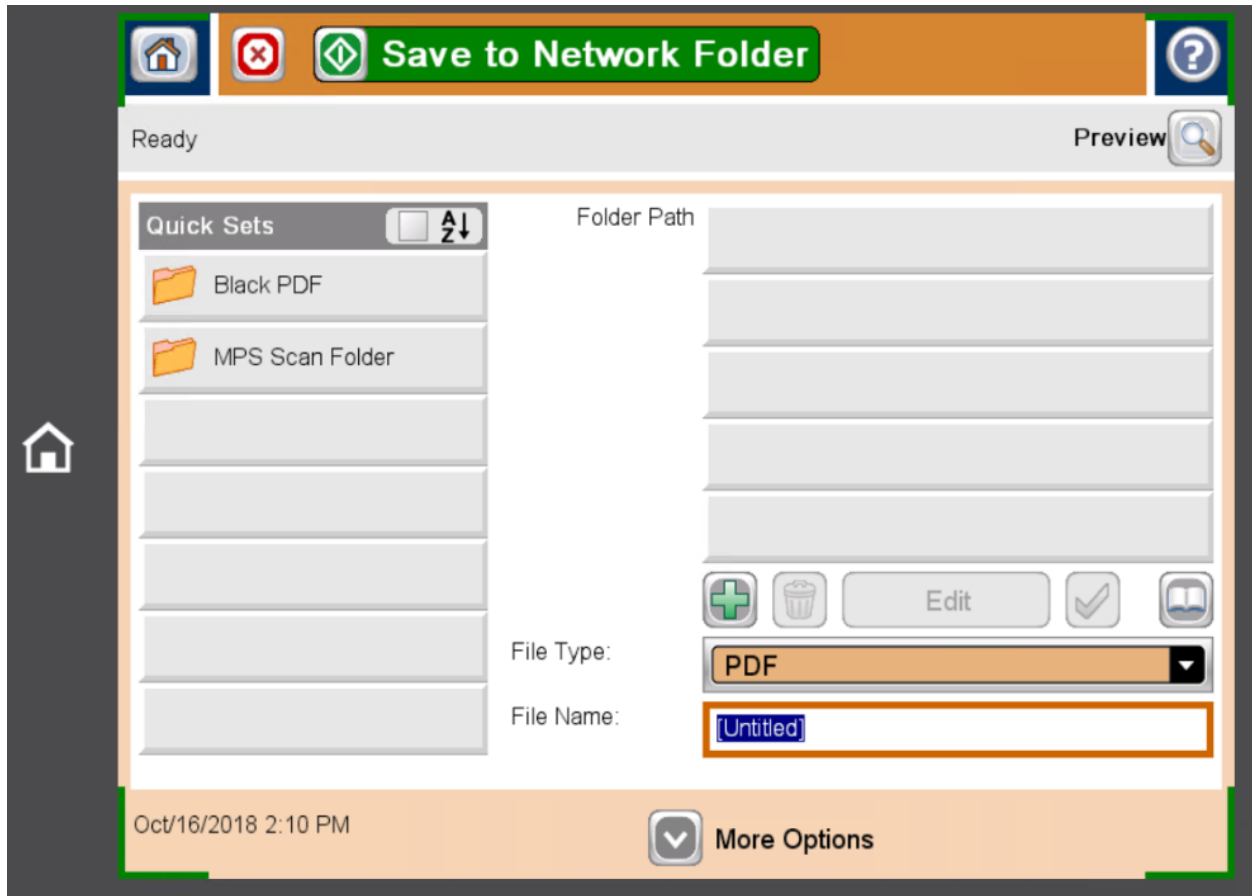 Save to Network Folder
Ready
Preview
Quick Sets
A
Z
Folder Path
Black PDF
MPS Scan Folder
Edit
File Type:
PDF
File Name:
[Untitled]
Oct/16/2018 2:10 PM
More Options